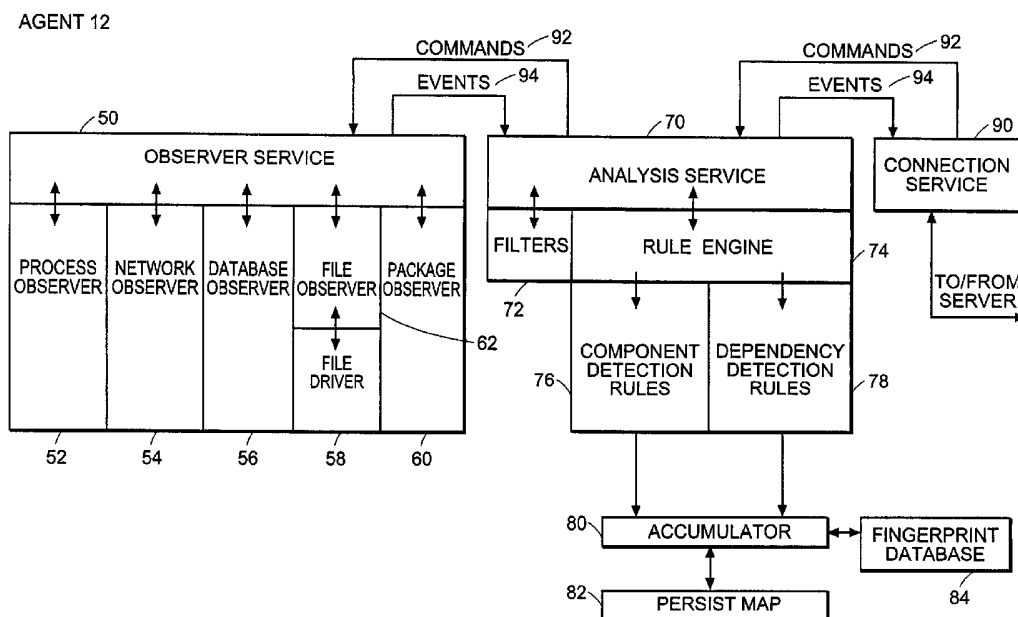 AGENT 12
COMMANDS 92
EVENTS 94
COMMANDS 92
EVENTS 94
50
OBSERVER SERVICE
PROCESS
OBSERVER
NETWORK
OBSERVER
DATABASE
OBSERVER
FILE
OBSERVER
FILE
DRIVER
PACKAGE
OBSERVER
62
52
54
56
58
60
70
ANALYSIS SERVICE
FILTERS
RULE ENGINE
72
74
COMPONENT
DETECTION
RULES
DEPENDENCY
DETECTION
RULES
76
78
90
CONNECTION
SERVICE
TO/FROM
SERVER
80
ACCUMULATOR
FINGERPRINT
DATABASE
84
82
PERSIST MAP